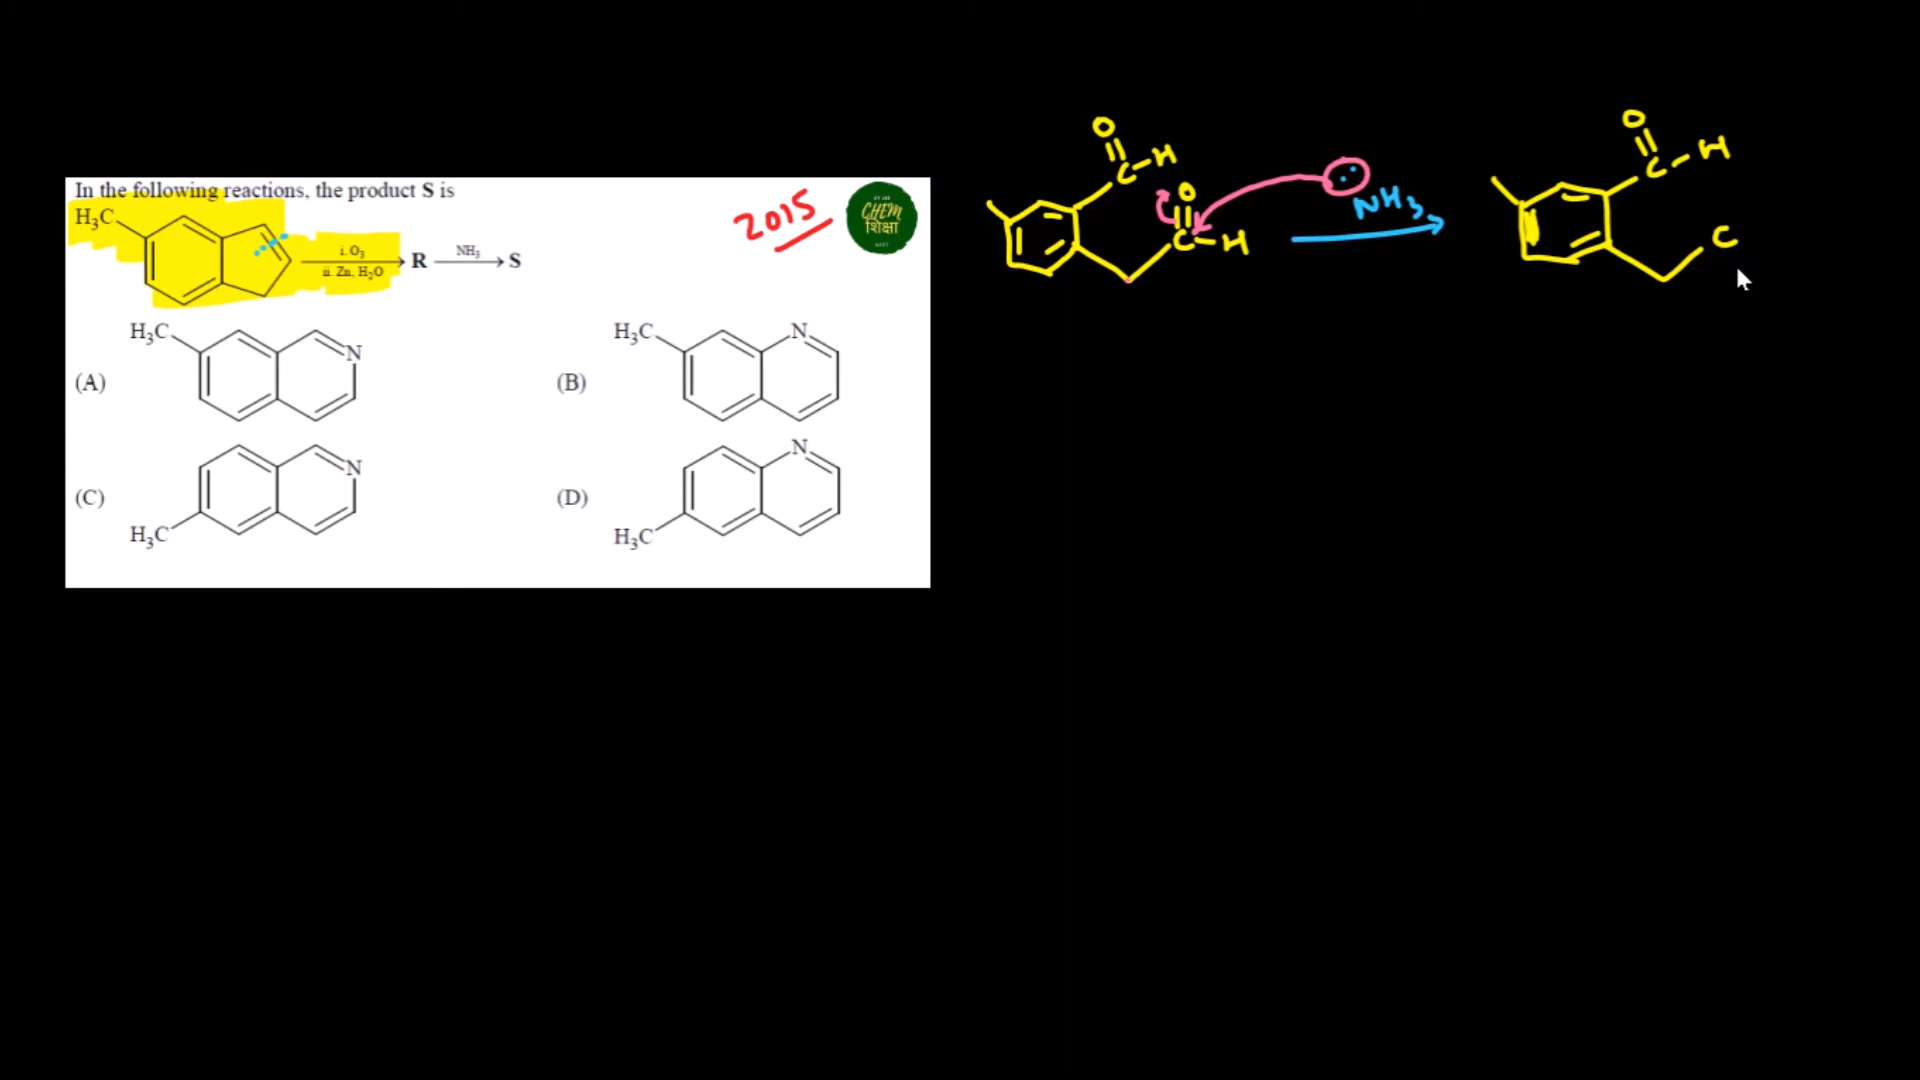 In the following reactions, the product S is
H₃C
i. O₃
ii. Zn, H₂O
R
NH₃
S
2015
CHEM
शिक्षा
(A)
H₃C
N
(B)
H₃C
N
(C)
H₃C
N
(D)
H₃C
N
O
C-H
O
C-H
NH₃
O
C-H
C